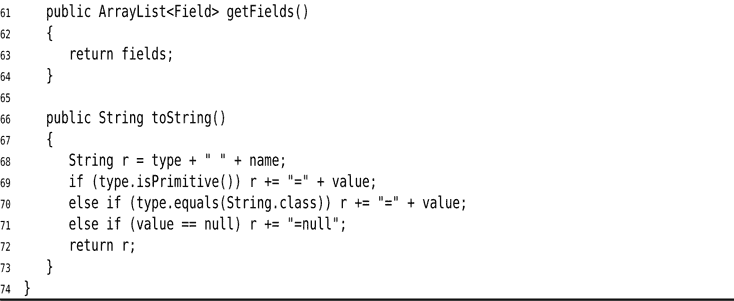 61 public ArrayList<Field> getFields()
62 {
63 return fields;
64 }
65
66 public String toString()
67 {
68 String r = type + " " + name;
69 if (type.isPrimitive()) r += "=" + value;
70 else if (type.equals(String.class)) r += "=" + value;
71 else if (value == null) r += "=null";
72 return r;
73 }
74 }